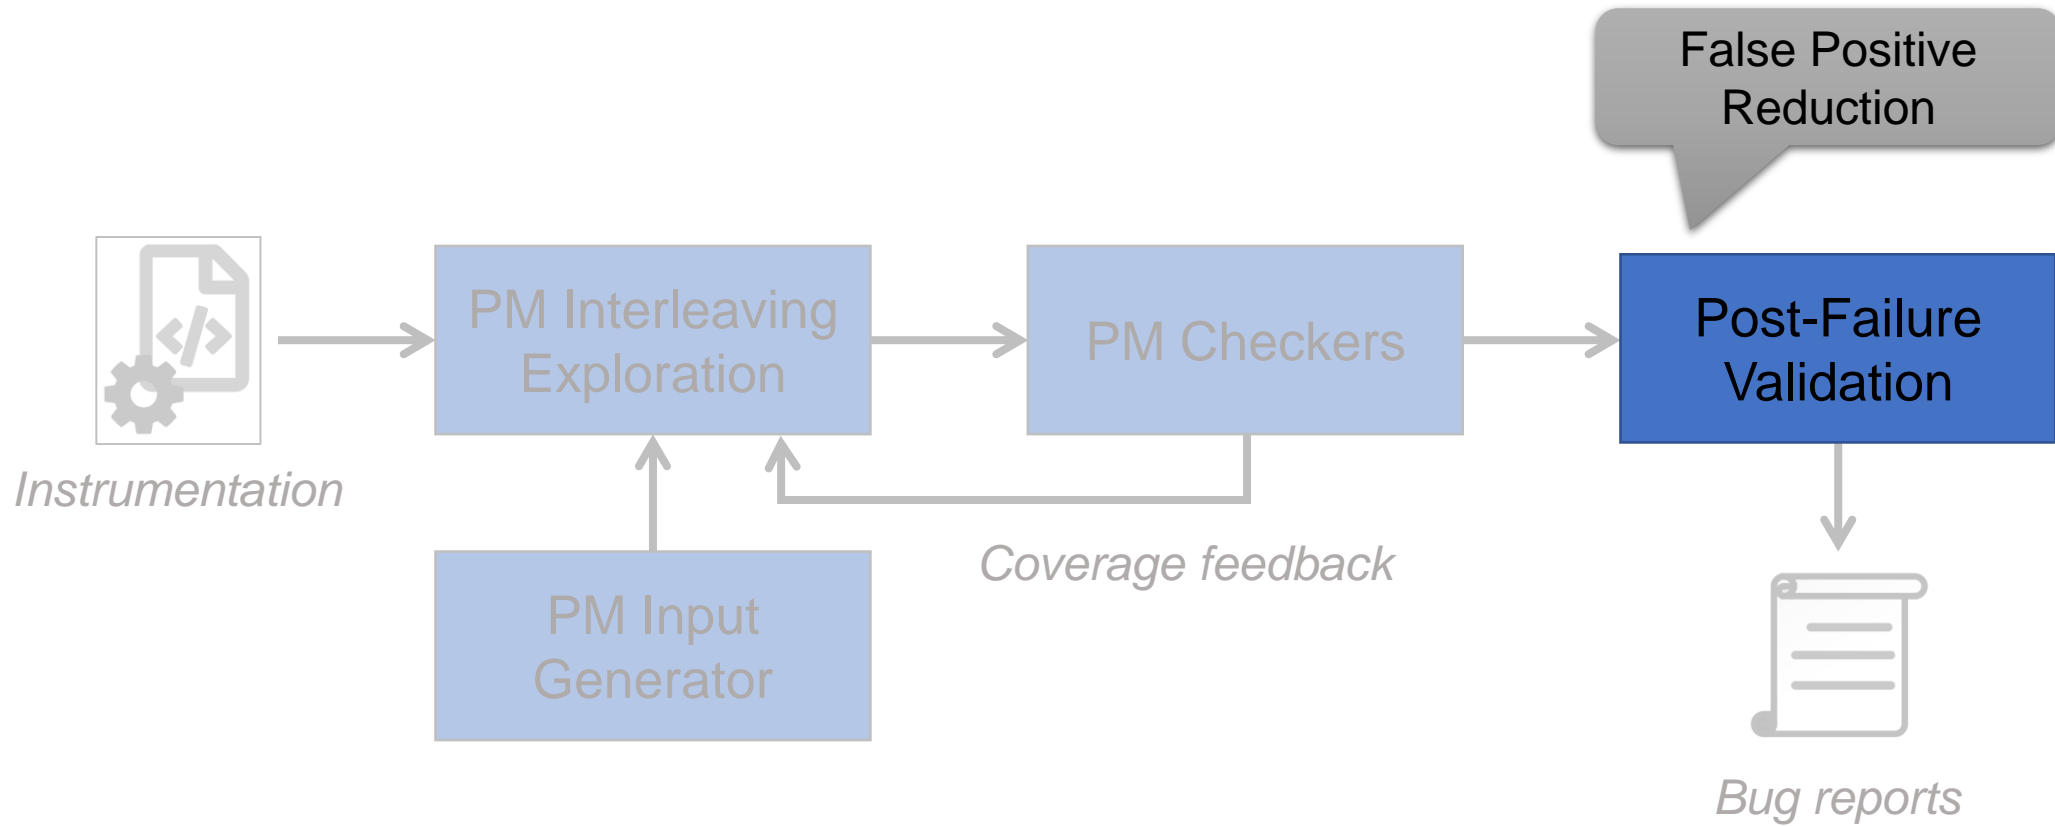 False Positive
Reduction
PM Interleaving
Exploration
PM Checkers
Post-Failure
Validation
Instrumentation
Coverage feedback
PM Input
Generator
Bug reports